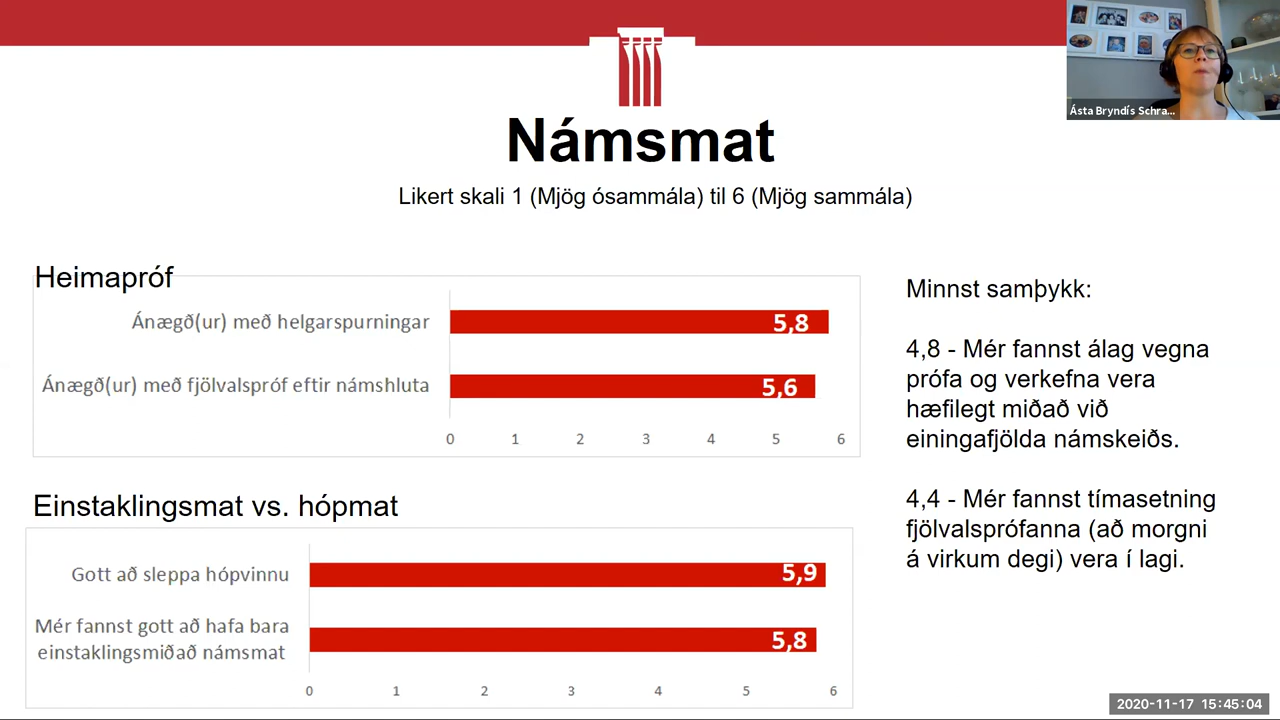 Ásta Bryndís Schra...
Námsmat
Likert skali 1 (Mjög ósammála) til 6 (Mjög sammála)
Heimapróf
Ánægð(ur) með helgarspurningar
5,8
Ánægð(ur) með fjölvalspróf eftir námshluta
5,6
0 1 2 3 4 5 6
Einstaklingsmat vs. hópmat
Gott að sleppa hópvinnu
5,9
Mér fannst gott að hafa bara
einstaklingsmiðað námsmat
5,8
0 1 2 3 4 5 6
Minnst samþykk:
4,8 - Mér fannst álag vegna
prófa og verkefna vera
hæfilegt miðað við
einingafjölda námskeiðs.
4,4 - Mér fannst tímasetning
fjölvalsprófanna (að morgni
á virkum degi) vera í lagi.
2020-11-17 15:45:04